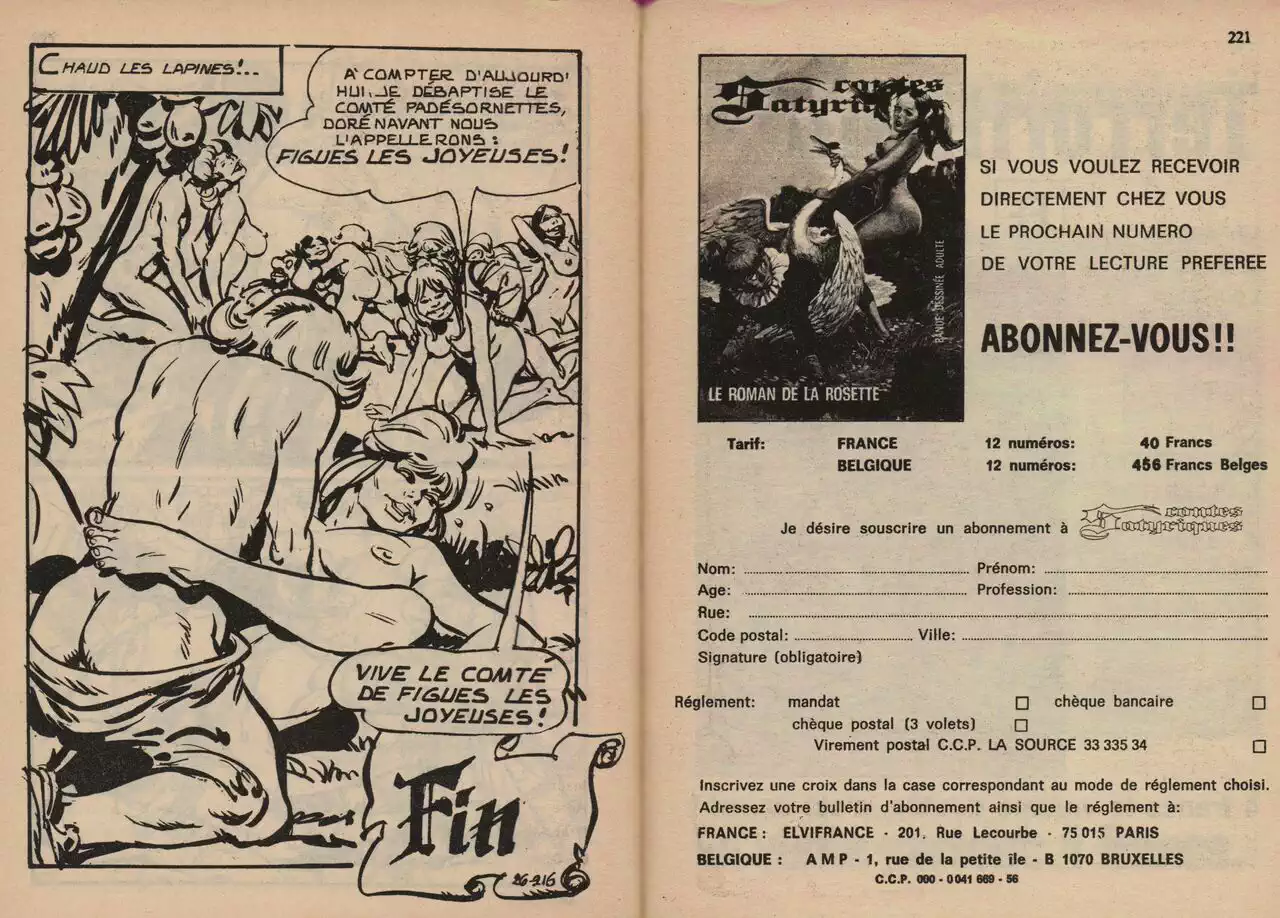 CHAUD LES LAPINES!..
A' COMPTER D'AUJOURD'
HUI, JE DÉBAPTISE LE
COMTÉ PADÉSORNETTES,
DORÉNAVANT NOUS
L'APPELLERONS :
FIGUES LES JOYEUSES!
VIVE LE COMTE
DE FIGUES LES
JOYEUSES!
Fin
26-216
221
contes
Satyriq
BANDE DESSINÉE ADULTE
LE ROMAN DE LA ROSETTE
SI VOUS VOULEZ RECEVOIR
DIRECTEMENT CHEZ VOUS
LE PROCHAIN NUMERO
DE VOTRE LECTURE PREFEREE
ABONNEZ-VOUS!!
Tarif: FRANCE 12 numéros: 40 Francs
BELGIQUE 12 numéros: 456 Francs Belges
Je désire souscrire un abonnement à contes Satyriques
Nom: Prénom:
Age: Profession:
Rue:
Code postal: Ville:
Signature (obligatoire)
Réglement: mandat □ chèque bancaire □
chèque postal (3 volets) □
Virement postal C.C.P. LA SOURCE 33 335 34 □
Inscrivez une croix dans la case correspondant au mode de réglement choisi.
Adressez votre bulletin d'abonnement ainsi que le réglement à:
FRANCE : ELVIFRANCE - 201, Rue Lecourbe - 75 015 PARIS
BELGIQUE : A M P - 1, rue de la petite île - B 1070 BRUXELLES
C.C.P. 000 - 0041 669 - 56